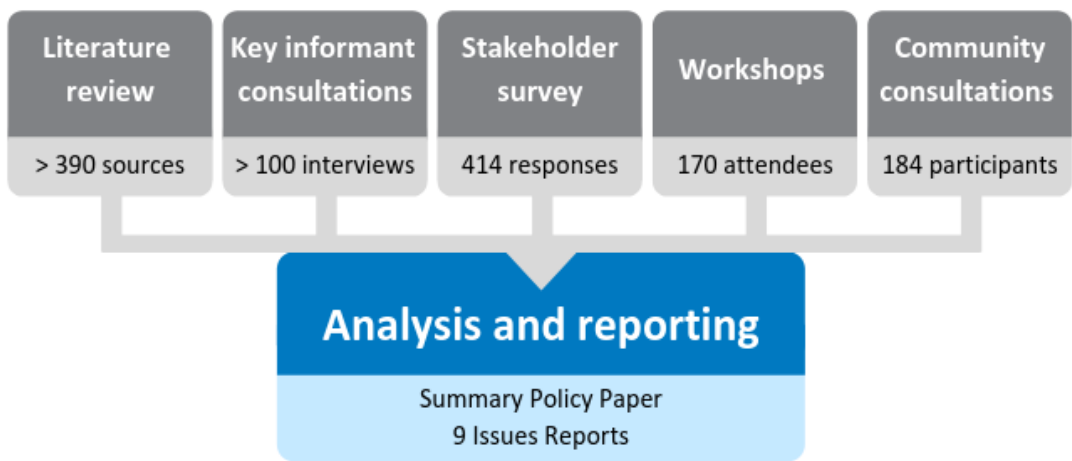 Literature
review
> 390 sources
Key informant
consultations
> 100 interviews
Stakeholder
survey
414 responses
Workshops
170 attendees
Community
consultations
184 participants
Analysis and reporting
Summary Policy Paper
9 Issues Reports